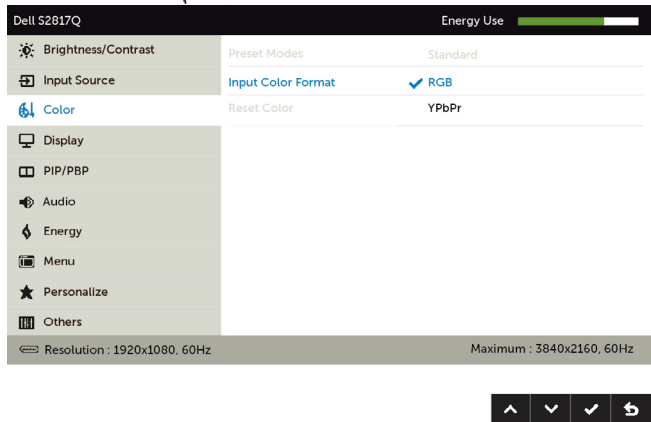 Dell S2817Q Energy Use
Brightness/Contrast Preset Modes Standard
Input Source Input Color Format RGB
Color Reset Color YPbPr
Display
PIP/PBP
Audio
Energy
Menu
Personalize
Others
Resolution : 1920x1080, 60Hz Maximum : 3840x2160, 60Hz